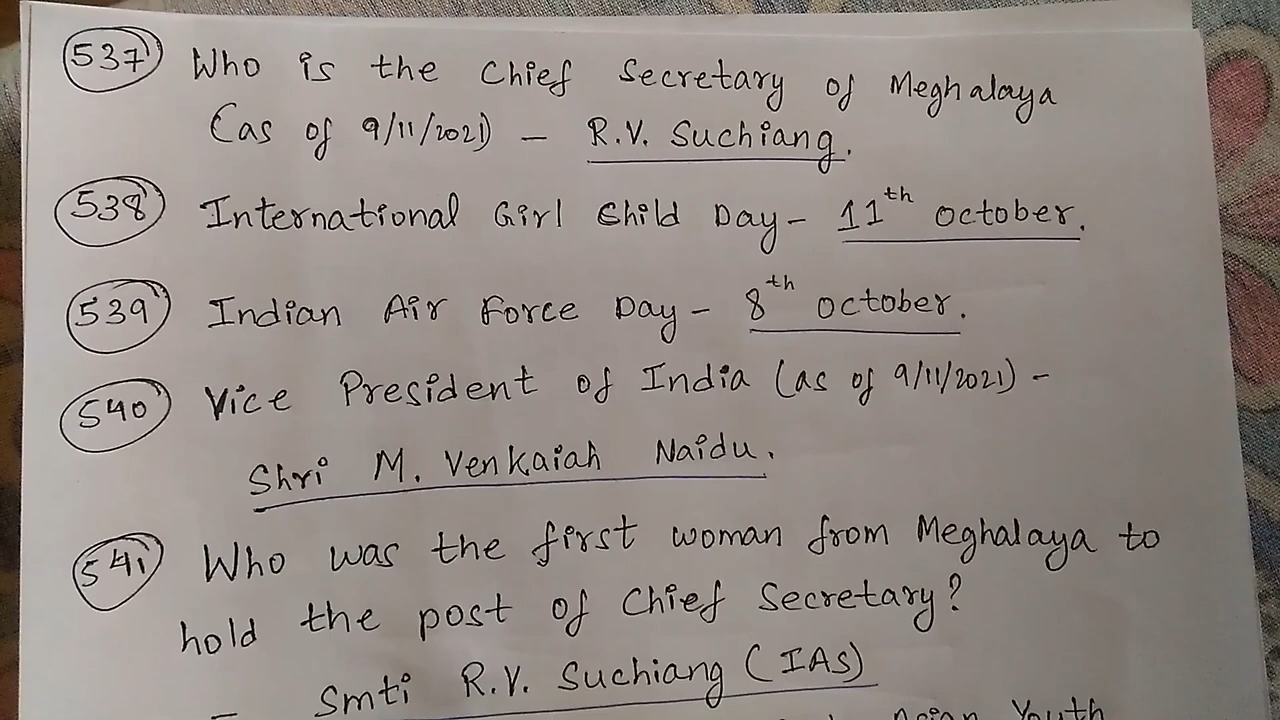 537 Who is the Chief Secretary of Meghalaya
(as of 9/11/2021) – R.V. Suchiang.
538 International Girl Child Day – 11th October.
539 Indian Air Force Day – 8th October.
540 Vice President of India (as of 9/11/2021) –
Shri M. Venkaiah Naidu.
541 Who was the first woman from Meghalaya to
hold the post of Chief Secretary?
– Smti R.V. Suchiang (IAS)
Asian Youth